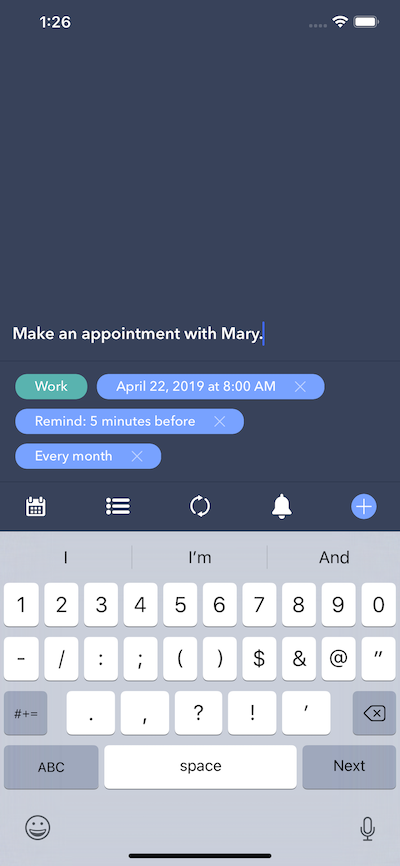 1:26
Make an appointment with Mary.
Work April 22, 2019 at 8:00 AM
Remind: 5 minutes before
Every month
I I'm And
1 2 3 4 5 6 7 8 9 0
- / : ; ( ) $ & @ "
#+= . , ? ! '
ABC space Next